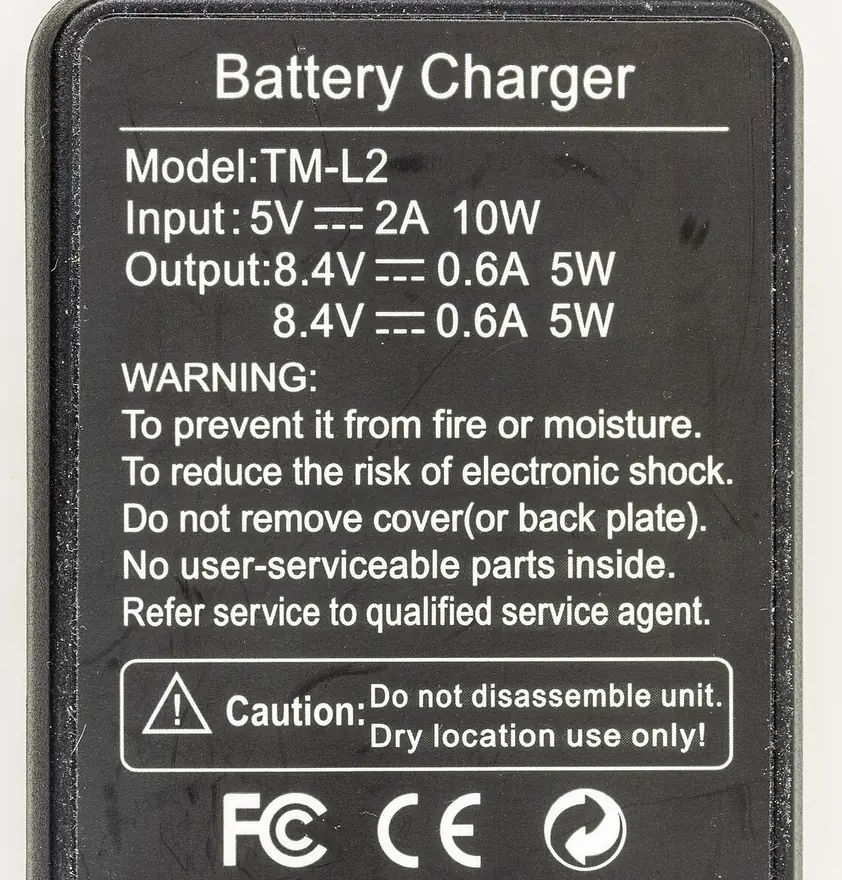 Battery Charger
Model:TM-L2
Input:5V ⎓ 2A 10W
Output:8.4V ⎓ 0.6A 5W
8.4V ⎓ 0.6A 5W
WARNING:
To prevent it from fire or moisture.
To reduce the risk of electronic shock.
Do not remove cover(or back plate).
No user-serviceable parts inside.
Refer service to qualified service agent.
Caution:Do not disassemble unit.
Dry location use only!
FC CE